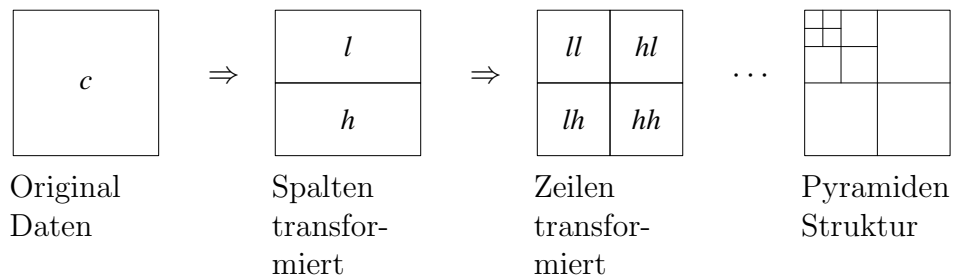 c
⇒
l
h
⇒
ll hl
lh hh
⋯
Original
Daten
Spalten
transfor-
miert
Zeilen
transfor-
miert
Pyramiden
Struktur